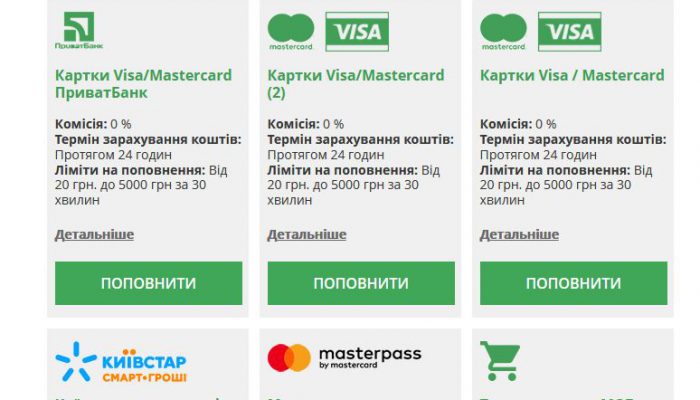 ПриватБанк
Картки Visa/Mastercard
ПриватБанк
Комісія: 0 %
Термін зарахування коштів:
Протягом 24 годин
Ліміти на поповнення: Від
20 грн. до 5000 грн за 30
хвилин
Детальніше
ПОПОВНИТИ
mastercard
VISA
Картки Visa/Mastercard
(2)
Комісія: 0 %
Термін зарахування коштів:
Протягом 24 годин
Ліміти на поповнення: Від
20 грн. до 5000 грн за 30
хвилин
Детальніше
ПОПОВНИТИ
mastercard
VISA
Картки Visa / Mastercard
Комісія: 0 %
Термін зарахування коштів:
Протягом 24 годин
Ліміти на поповнення: Від
20 грн. до 5000 грн за 30
хвилин
Детальніше
ПОПОВНИТИ
КИЇВСТАР
СМАРТ•ГРОШІ
masterpass
by mastercard